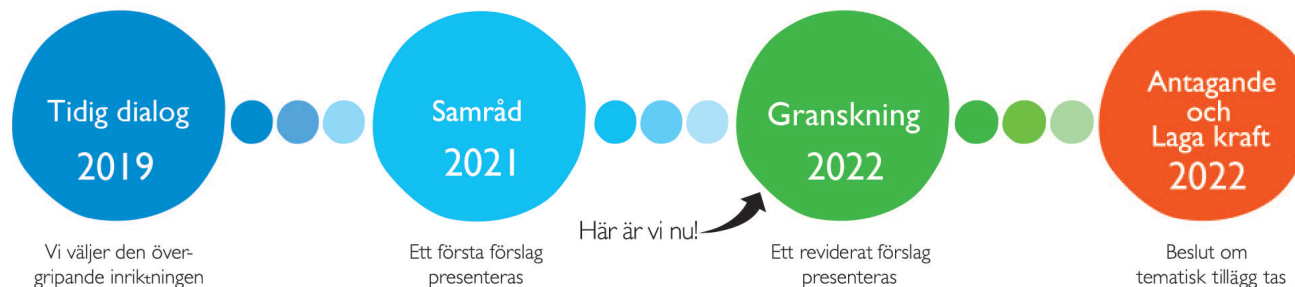 Tidig dialog
2019
Vi väljer den över-
gripande inriktningen
Samråd
2021
Ett första förslag
presenteras
Här är vi nu!
Granskning
2022
Ett reviderat förslag
presenteras
Antagande
och
Laga kraft
2022
Beslut om
tematisk tillägg tas